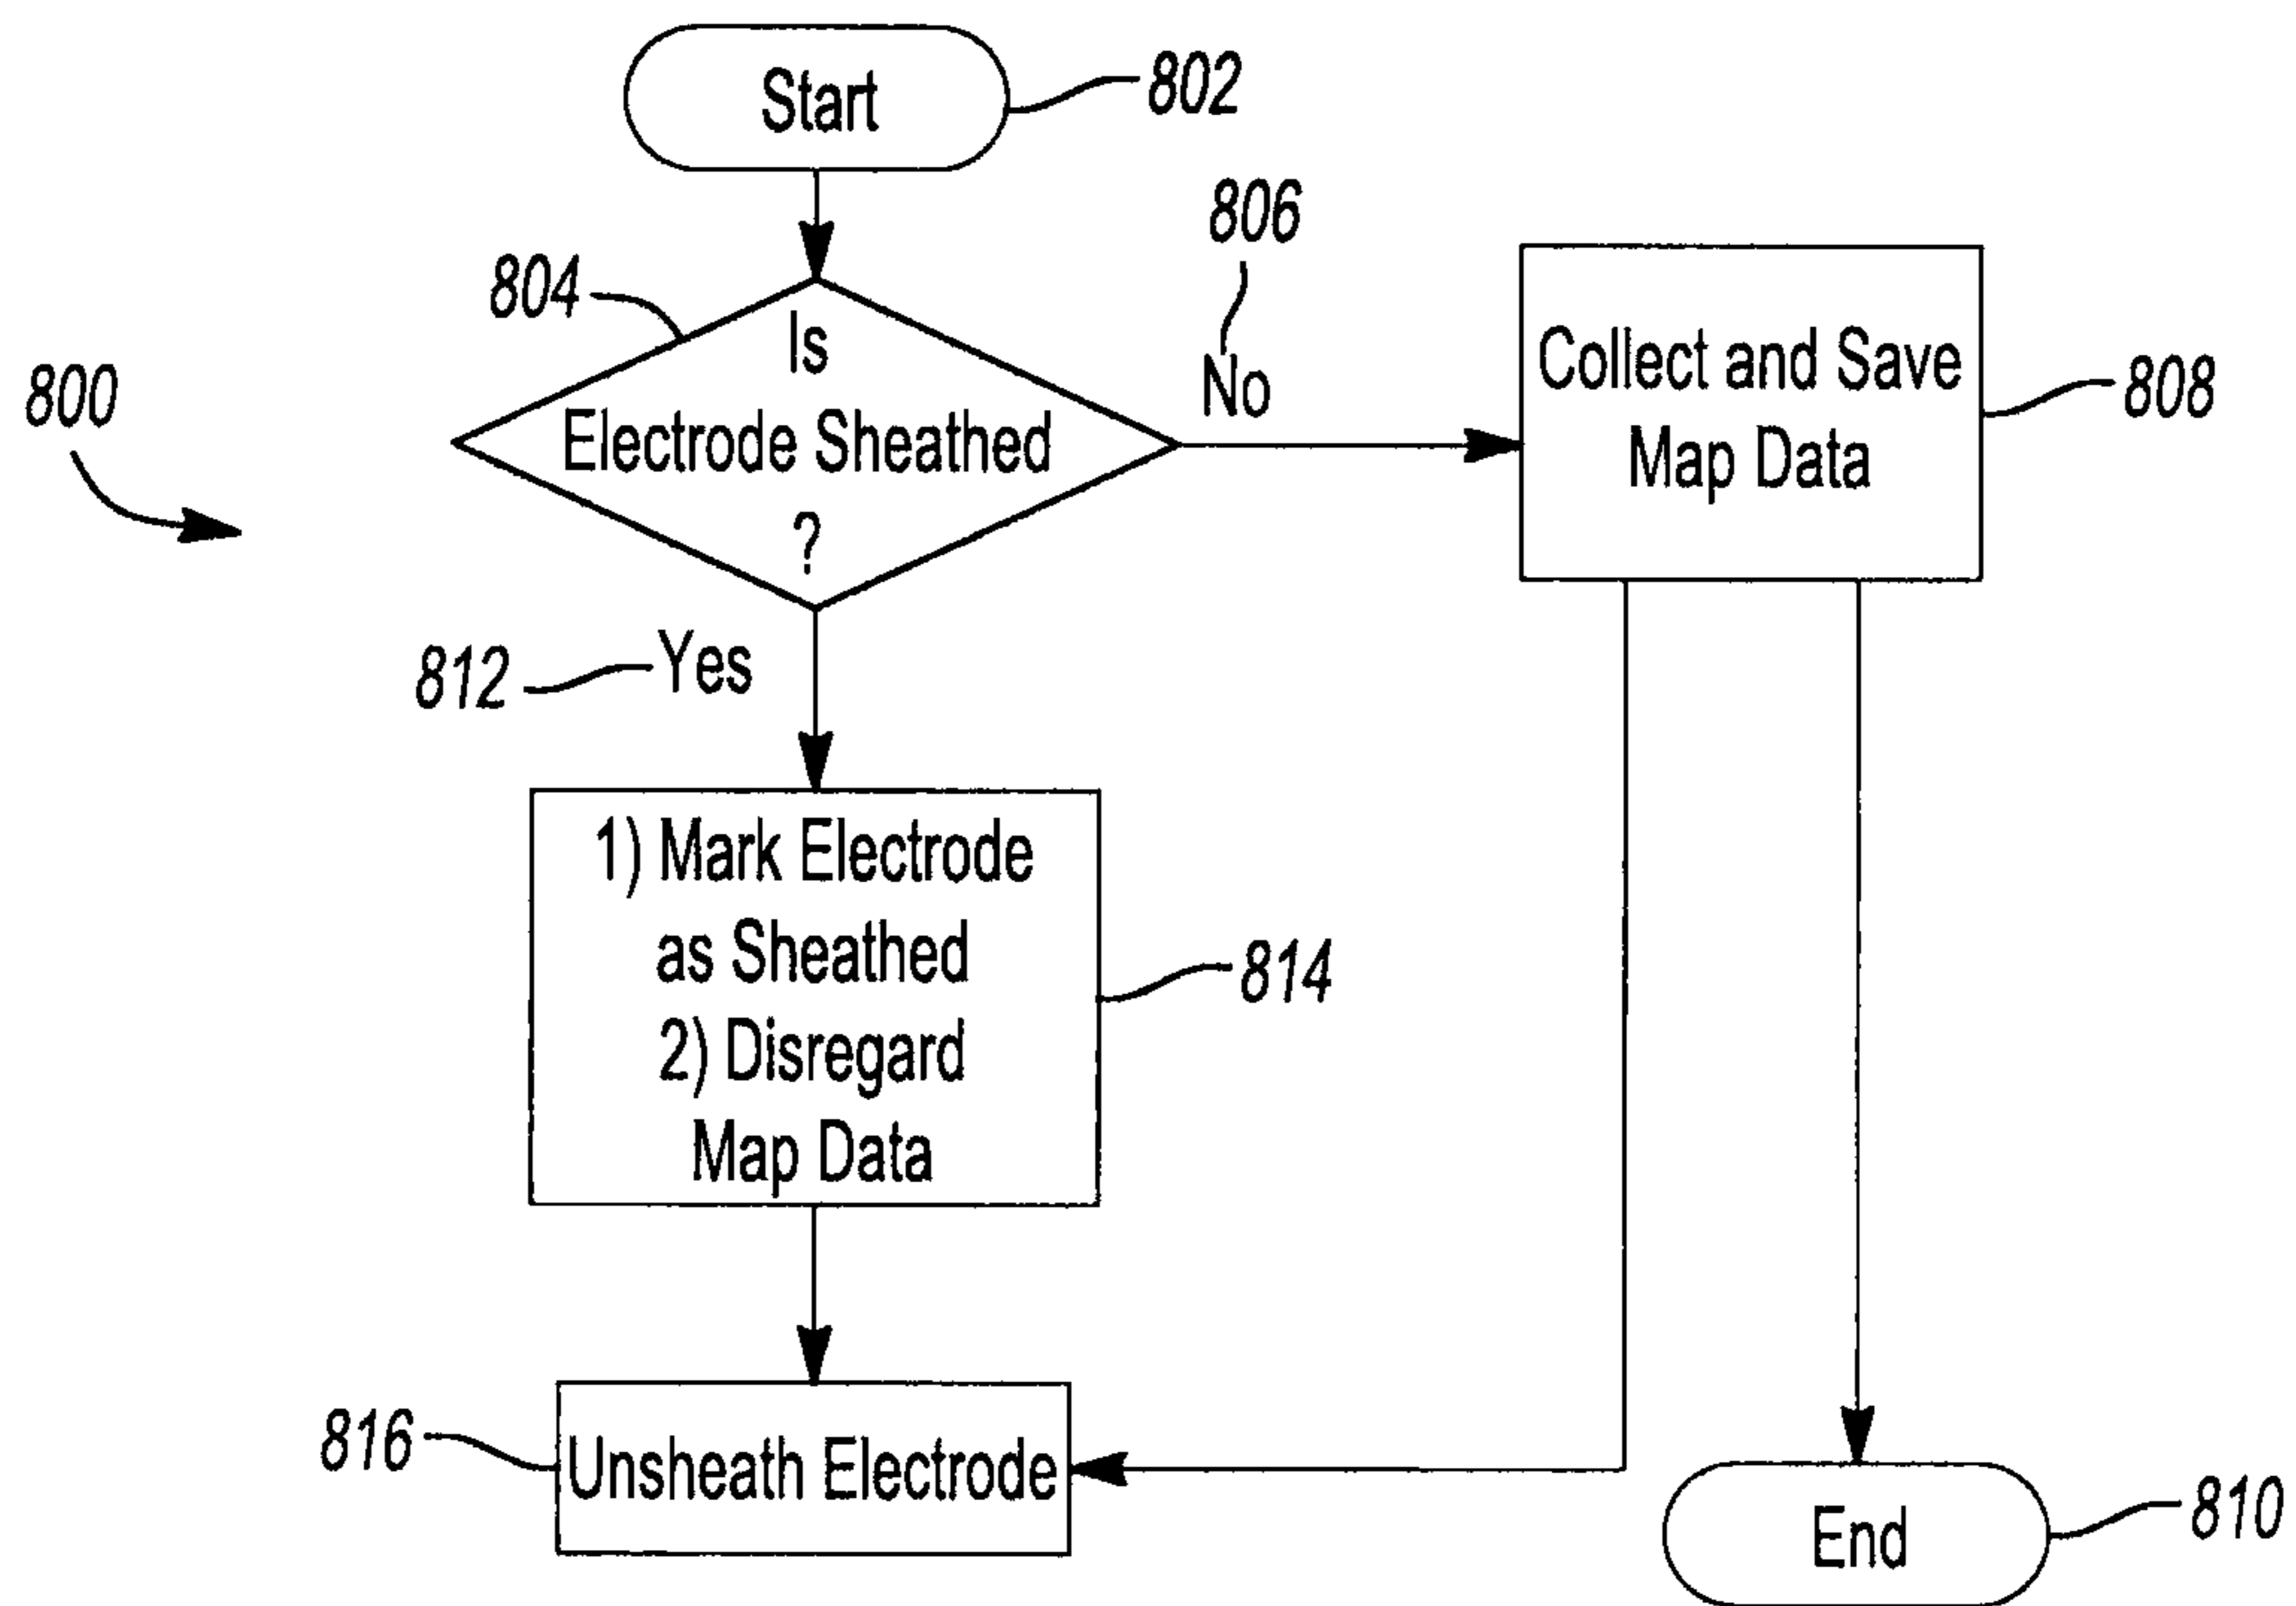 Start
802
806
804
Is
Electrode Sheathed
?
No
Collect and Save
Map Data
808
800
812
Yes
1) Mark Electrode
as Sheathed
2) Disregard
Map Data
814
816
Unsheath Electrode
End
810